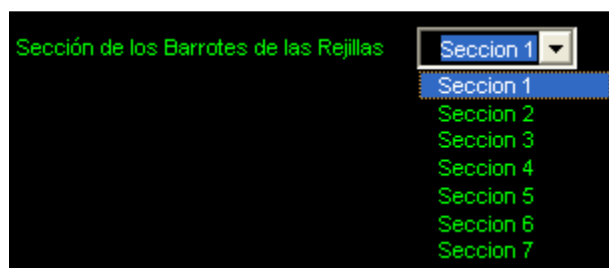 Sección de los Barrotes de las Rejillas Seccion 1
Seccion 1
Seccion 2
Seccion 3
Seccion 4
Seccion 5
Seccion 6
Seccion 7